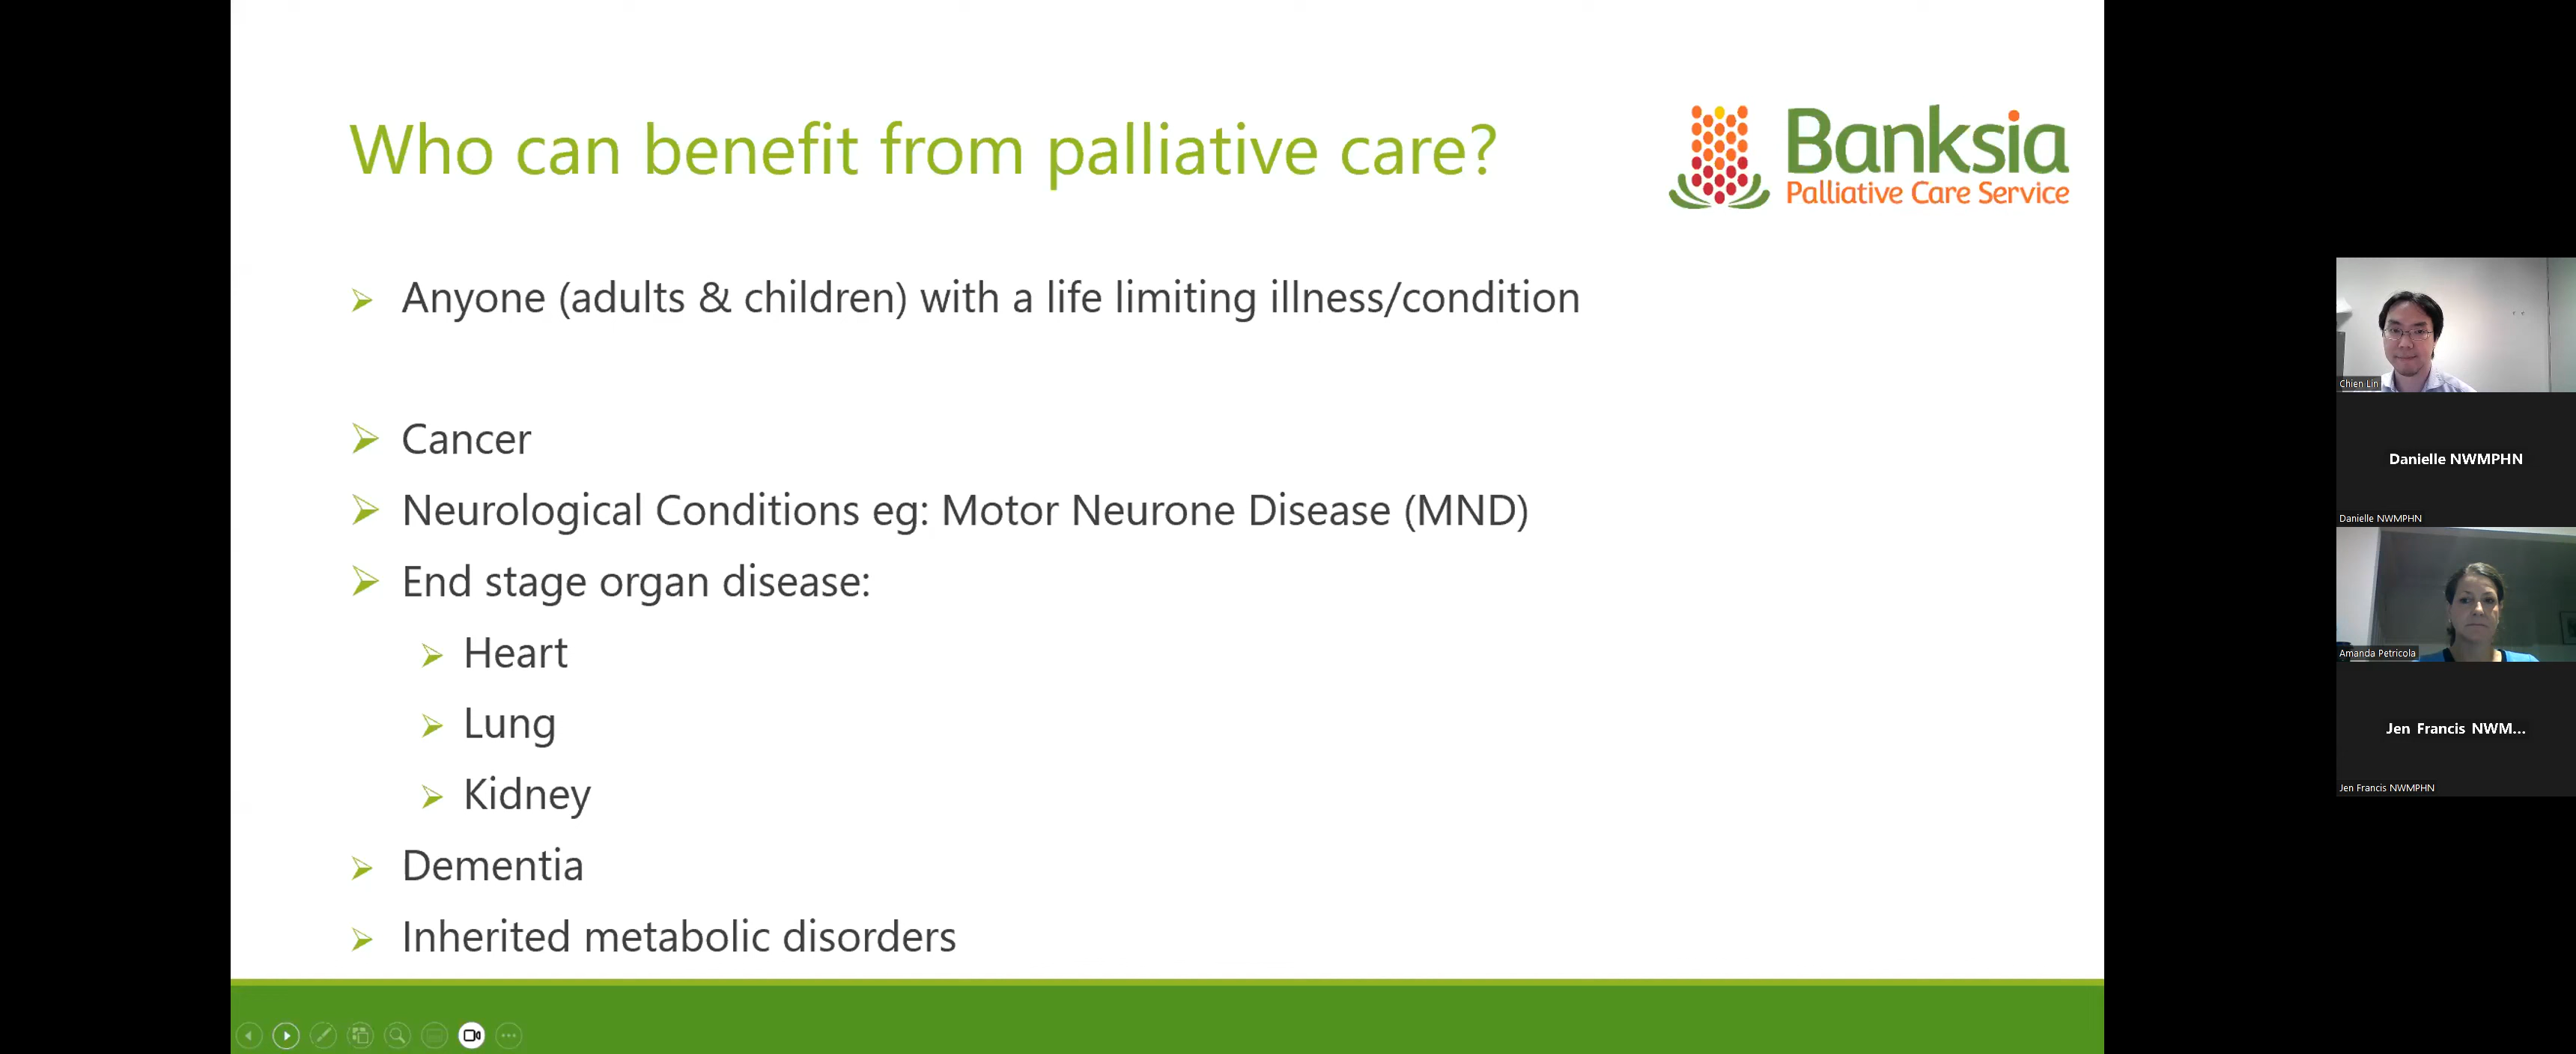 Who can benefit from palliative care?
Banksia
Palliative Care Service
Anyone (adults & children) with a life limiting illness/condition
Cancer
Neurological Conditions eg: Motor Neurone Disease (MND)
End stage organ disease:
Heart
Lung
Kidney
Dementia
Inherited metabolic disorders
Chien Lin
Danielle NWMPHN
Danielle NWMPHN
Amanda Petricola
Jen Francis NWM...
Jen Francis NWMPHN